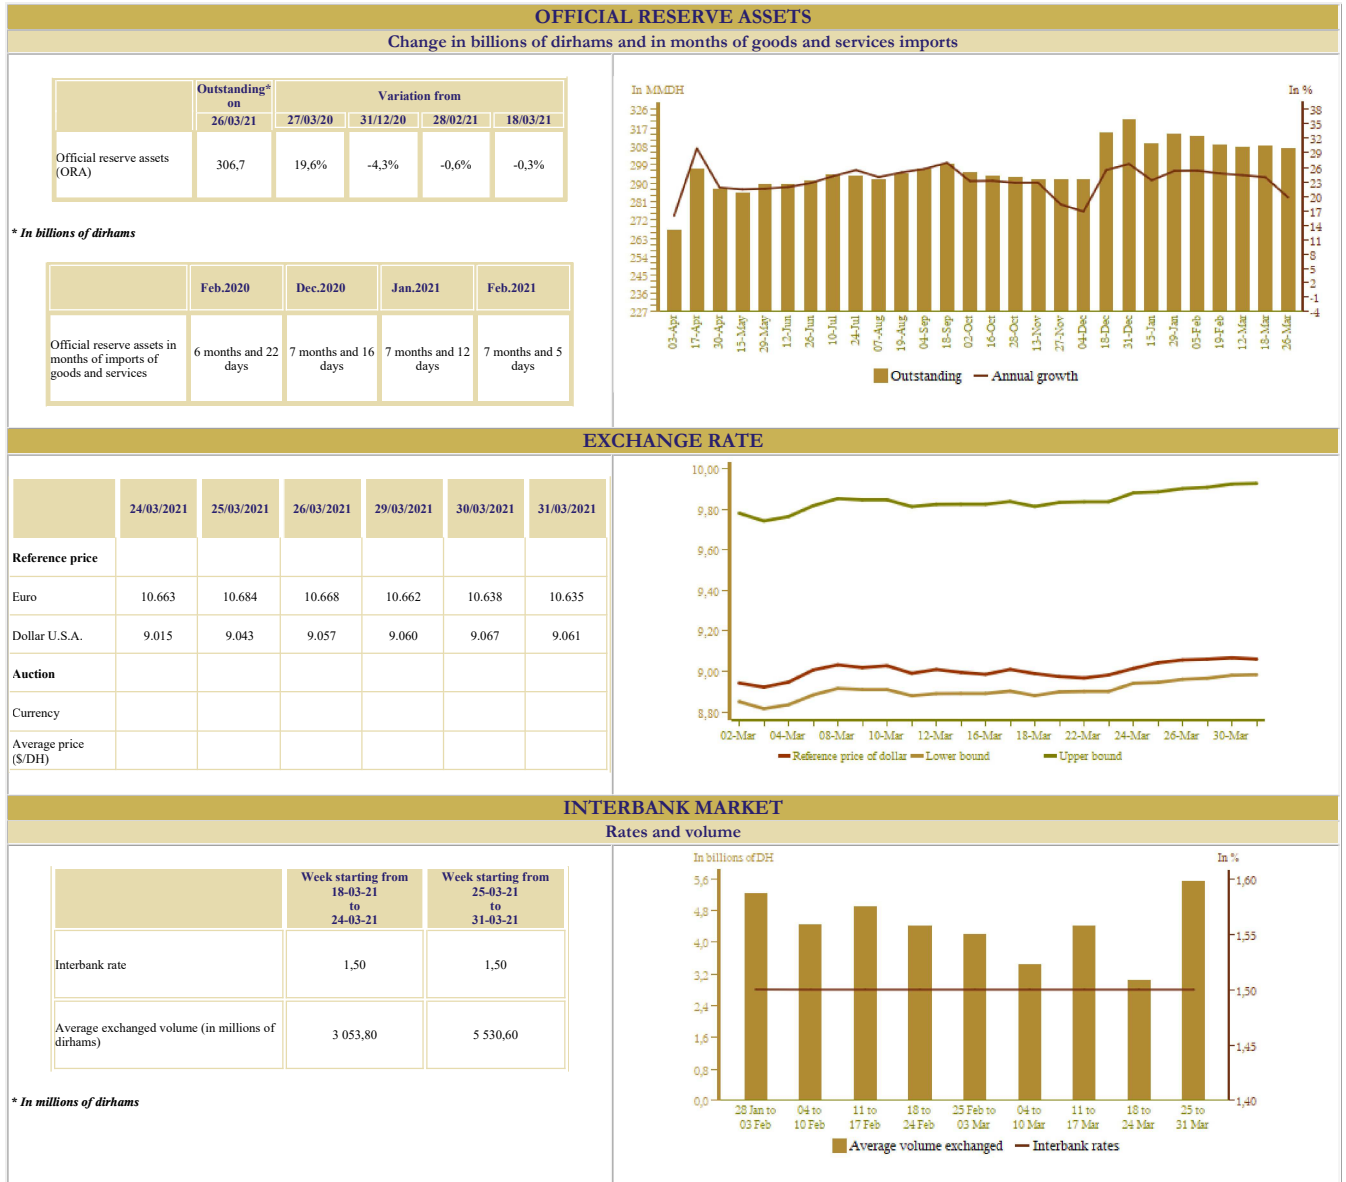 OFFICIAL RESERVE ASSETS
Change in billions of dirhams and in months of goods and services imports
Outstanding*
on
Variation from
26/03/21 27/03/20 31/12/20 28/02/21 18/03/21
Official reserve assets
(ORA)
306,7 19,6% -4,3% -0,6% -0,3%
* In billions of dirhams
Feb.2020 Dec.2020 Jan.2021 Feb.2021
Official reserve assets in
months of imports of
goods and services
6 months and 22
days
7 months and 16
days
7 months and 12
days
7 months and 5
days
In MMDH
In %
326
317
308
299
290
281
272
263
254
245
236
227
38
35
32
29
26
23
20
17
14
11
8
5
2
-1
-4
03-Apr
17-Apr
30-Apr
15-May
29-May
12-Jun
26-Jun
10-Jul
24-Jul
07-Aug
19-Aug
04-Sep
18-Sep
02-Oct
16-Oct
28-Oct
13-Nov
27-Nov
04-Dec
18-Dec
31-Dec
15-Jan
29-Jan
05-Feb
19-Feb
12-Mar
18-Mar
26-Mar
Outstanding Annual growth
EXCHANGE RATE
24/03/2021 25/03/2021 26/03/2021 29/03/2021 30/03/2021 31/03/2021
Reference price
Euro 10.663 10.684 10.668 10.662 10.638 10.635
Dollar U.S.A. 9.015 9.043 9.057 9.060 9.067 9.061
Auction
Currency
Average price
($/DH)
10,00
9,80
9,60
9,40
9,20
9,00
8,80
02-Mar 04-Mar 08-Mar 10-Mar 12-Mar 16-Mar 18-Mar 22-Mar 24-Mar 26-Mar 30-Mar
Reference price of dollar Lower bound Upper bound
INTERBANK MARKET
Rates and volume
Week starting from
18-03-21
to
24-03-21
Week starting from
25-03-21
to
31-03-21
Interbank rate 1,50 1,50
Average exchanged volume (in millions of
dirhams)
3 053,80 5 530,60
* In millions of dirhams
In billions of DH
In %
5,6
4,8
4,0
3,2
2,4
1,6
0,8
0,0
1,60
1,55
1,50
1,45
1,40
28 Jan to
03 Feb
04 to
10 Feb
11 to
17 Feb
18 to
24 Feb
25 Feb to
03 Mar
04 to
10 Mar
11 to
17 Mar
18 to
24 Mar
25 to
31 Mar
Average volume exchanged Interbank rates